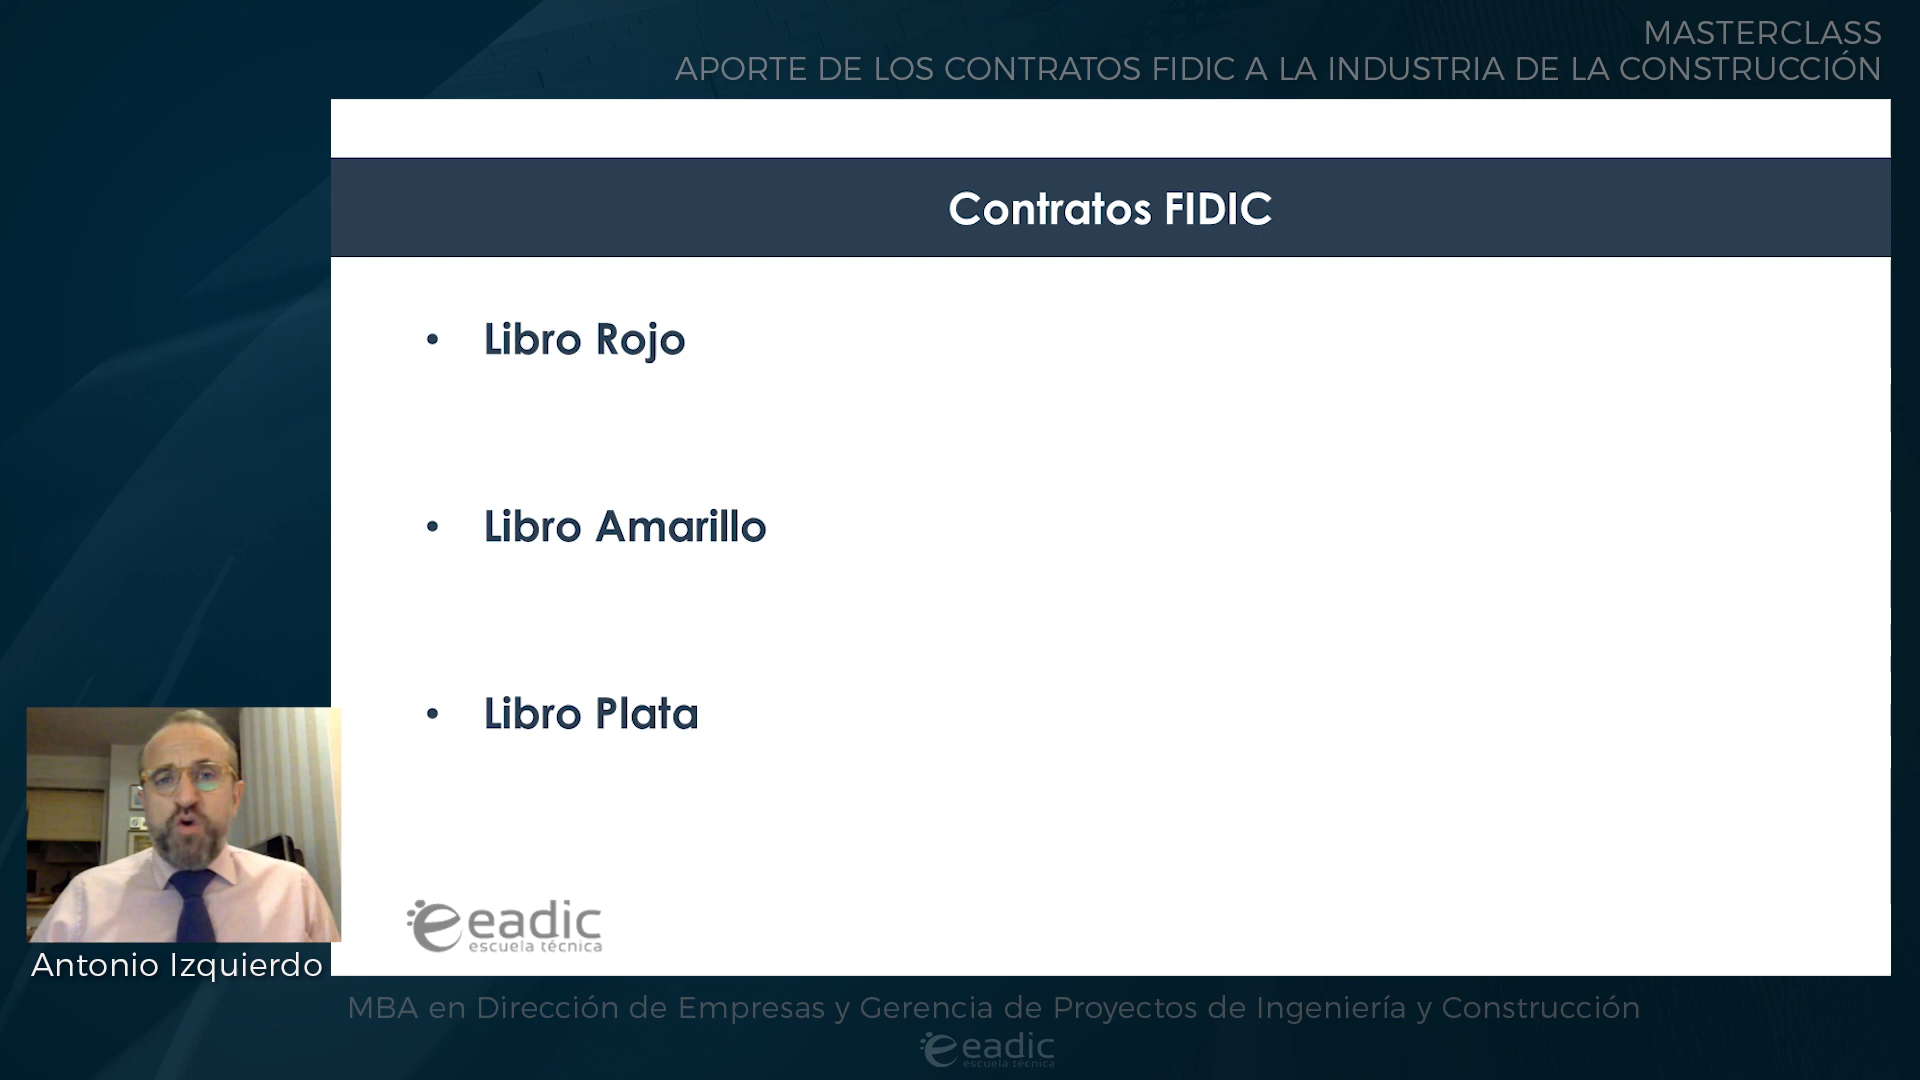 MASTERCLASS
APORTE DE LOS CONTRATOS FIDIC A LA INDUSTRIA DE LA CONSTRUCCIÓN
Contratos FIDIC
• Libro Rojo
• Libro Amarillo
• Libro Plata
eadic
escuela técnica
Antonio Izquierdo
MBA en Dirección de Empresas y Gerencia de Proyectos de Ingeniería y Construcción
eadic
escuela técnica